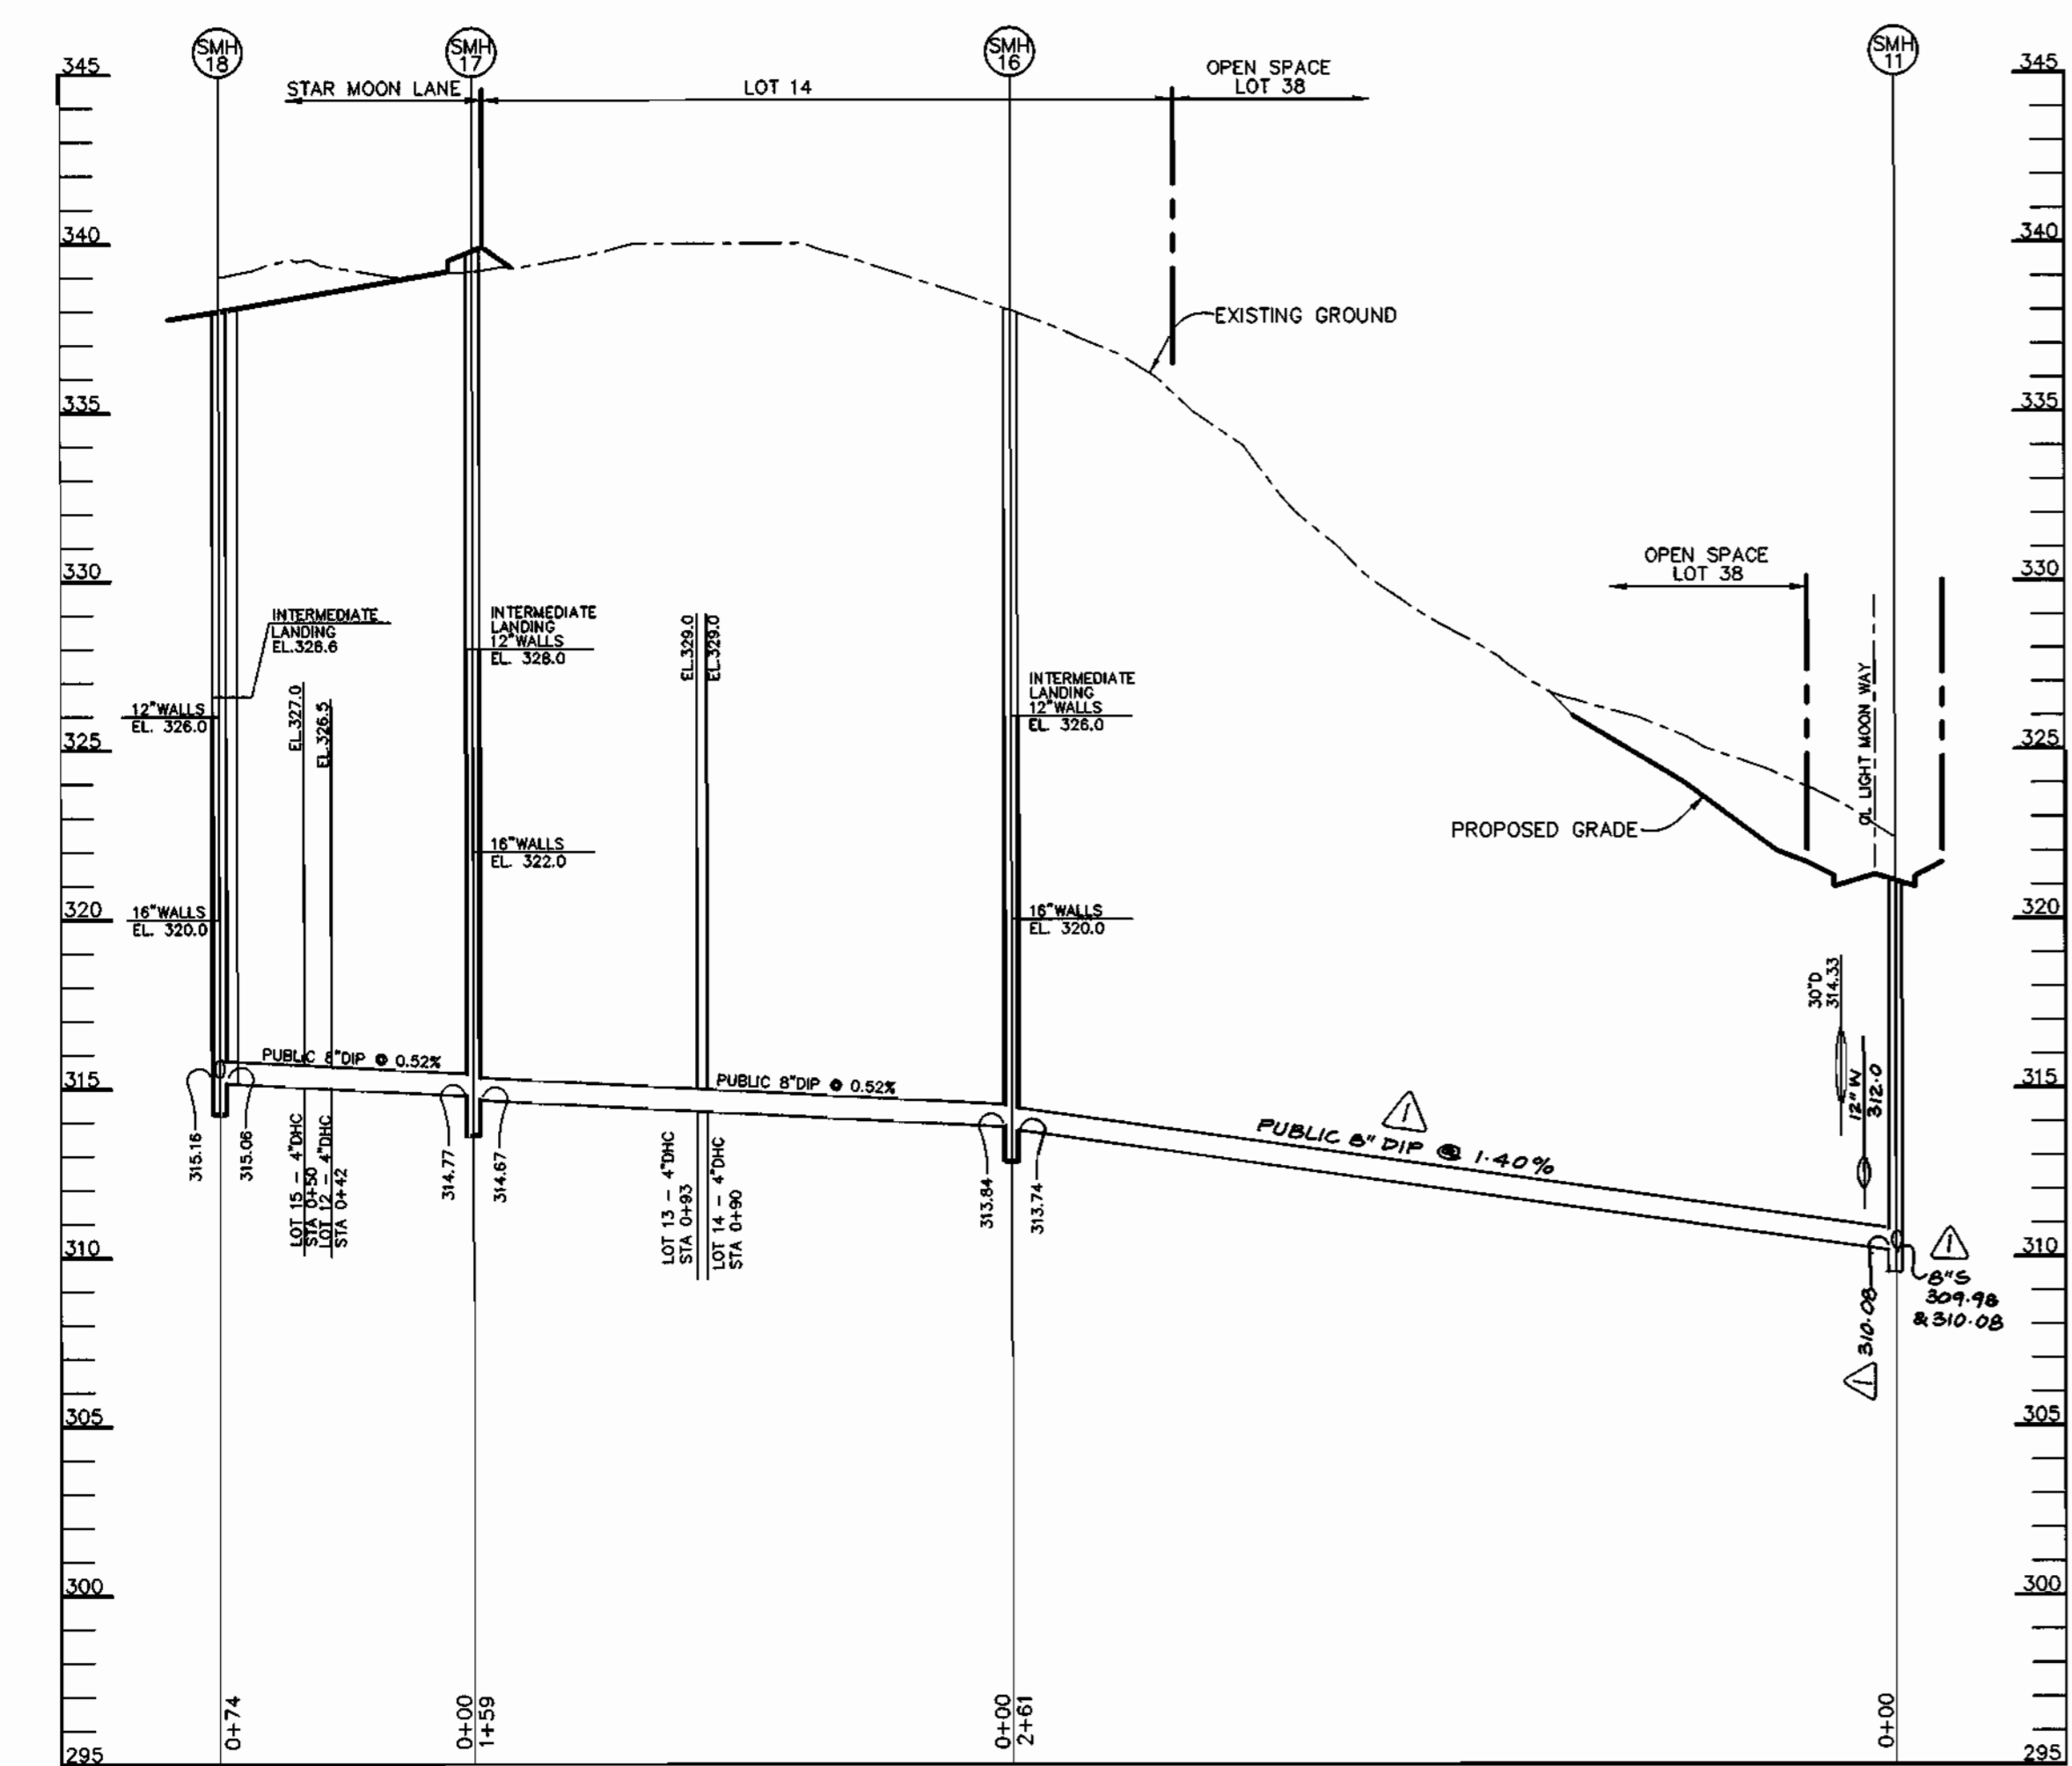 SMH
18
SMH
17
SMH
16
SMH
11
345
345
STAR MOON LANE
LOT 14
OPEN SPACE
LOT 38
340
340
EXISTING GROUND
335
335
330
330
OPEN SPACE
LOT 38
INTERMEDIATE
LANDING
EL.326.6
INTERMEDIATE
LANDING
12"WALLS
EL. 328.0
EL.329.0
EL.329.0
INTERMEDIATE
LANDING
12"WALLS
EL. 326.0
12"WALLS
EL. 326.0
EL.327.0
EL.326.5
℄ LIGHT MOON WAY
325
325
PROPOSED GRADE
16"WALLS
EL. 322.0
16"WALLS
EL. 320.0
16"WALLS
EL. 320.0
320
320
30"D
314.33
12" W
312.0
315
315
PUBLIC 8"DIP @ 0.52%
PUBLIC 8"DIP @ 0.52%
PUBLIC 8" DIP @ 1.40%
1
315.16
315.06
LOT 15 - 4"DHC
STA 0+50
LOT 12 - 4"DHC
STA 0+42
314.77
314.67
LOT 13 - 4"DHC
STA 0+93
LOT 14 - 4"DHC
STA 0+90
313.84
313.74
310
310
1
8"S
309.98
& 310.08
310.08
1
305
305
300
300
0+74
0+00
1+59
0+00
2+61
0+00
295
295